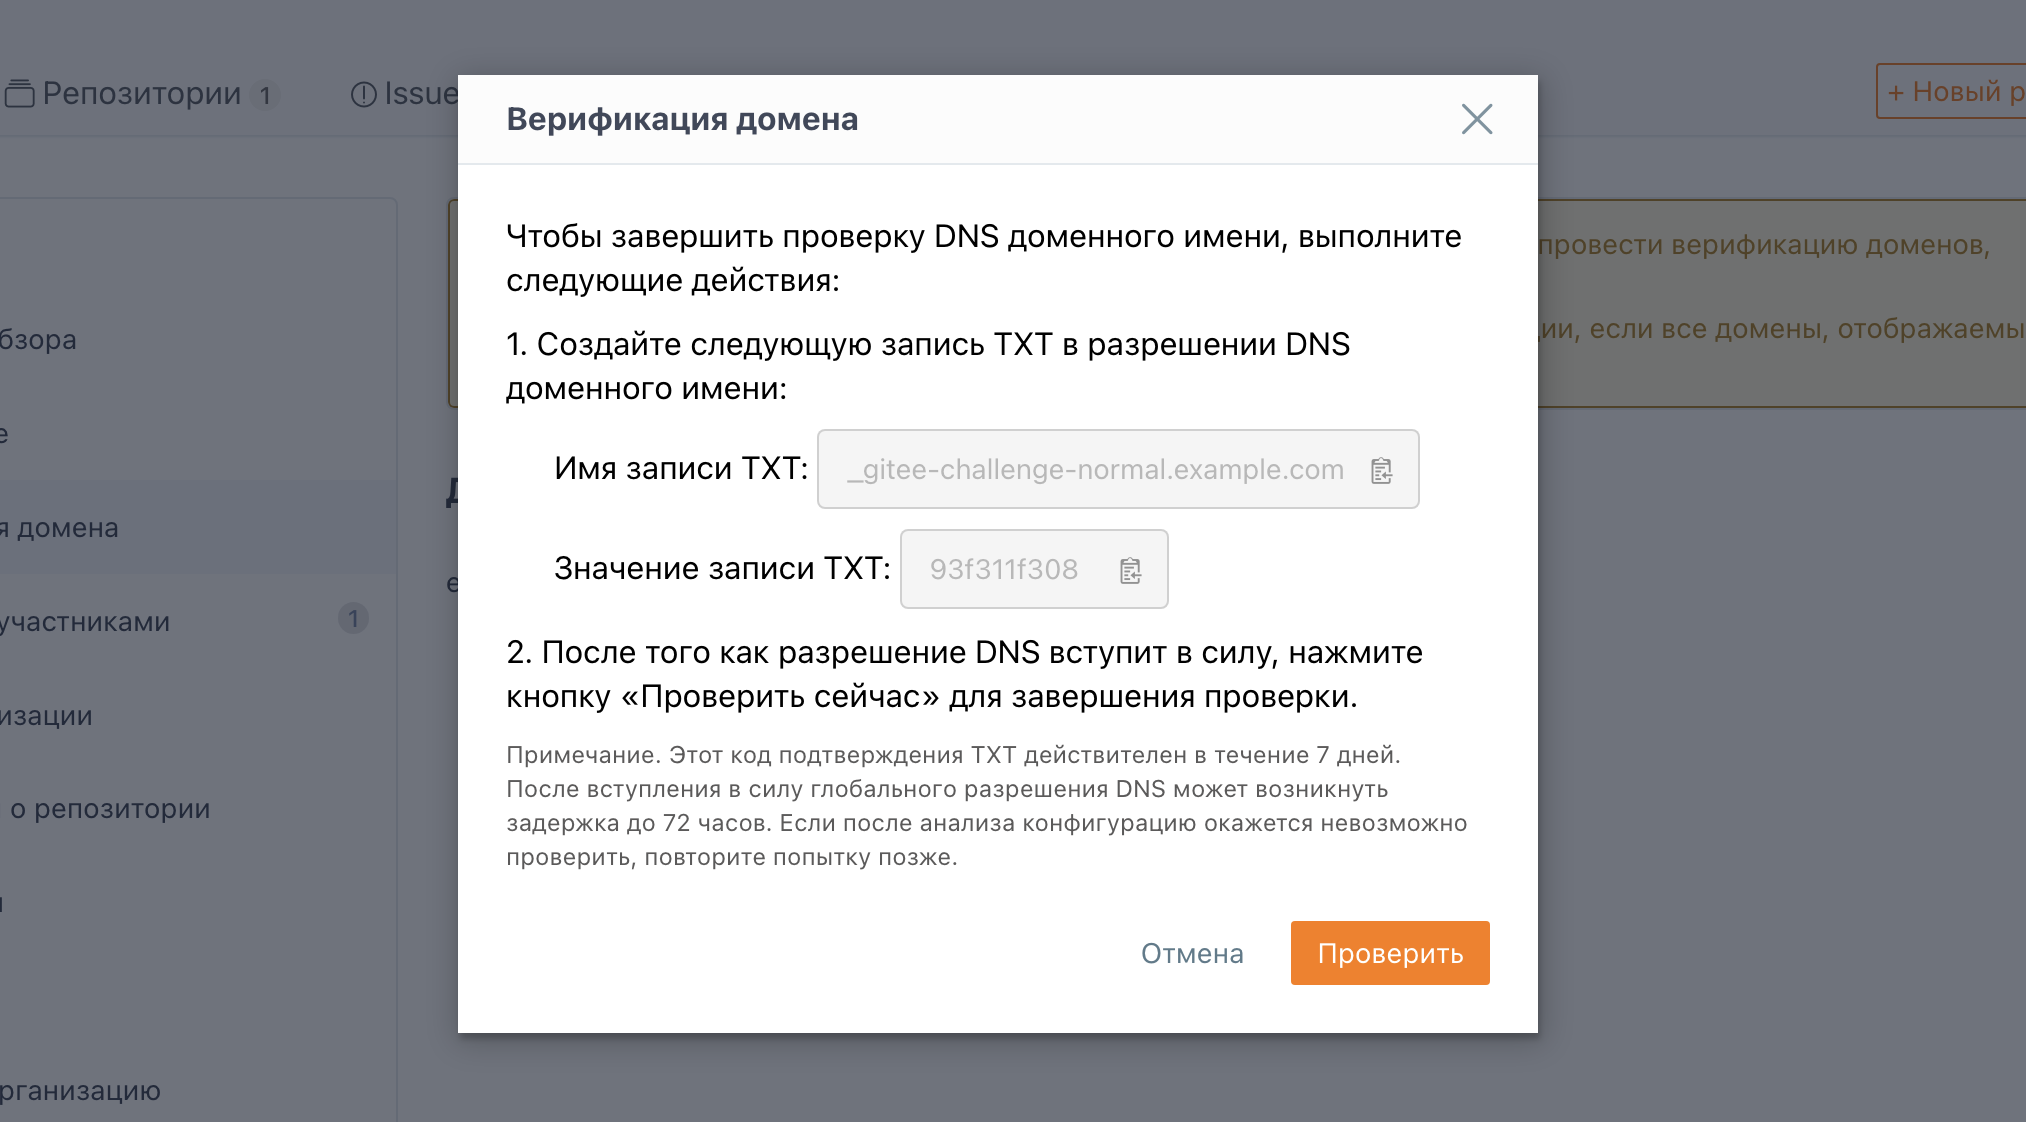 Репозитории 1
Issue
+ Новый р
Верификация домена
Чтобы завершить проверку DNS доменного имени, выполните
следующие действия:
1. Создайте следующую запись TXT в разрешении DNS
доменного имени:
Имя записи TXT: _gitee-challenge-normal.example.com
Значение записи TXT: 93f311f308
2. После того как разрешение DNS вступит в силу, нажмите
кнопку «Проверить сейчас» для завершения проверки.
Примечание. Этот код подтверждения TXT действителен в течение 7 дней.
После вступления в силу глобального разрешения DNS может возникнуть
задержка до 72 часов. Если после анализа конфигурацию окажется невозможно
проверить, повторите попытку позже.
Отмена
Проверить
провести верификацию доменов,
ии, если все домены, отображаемы
бзора
е
я домена
участниками 1
изации
о репозитории
рганизацию